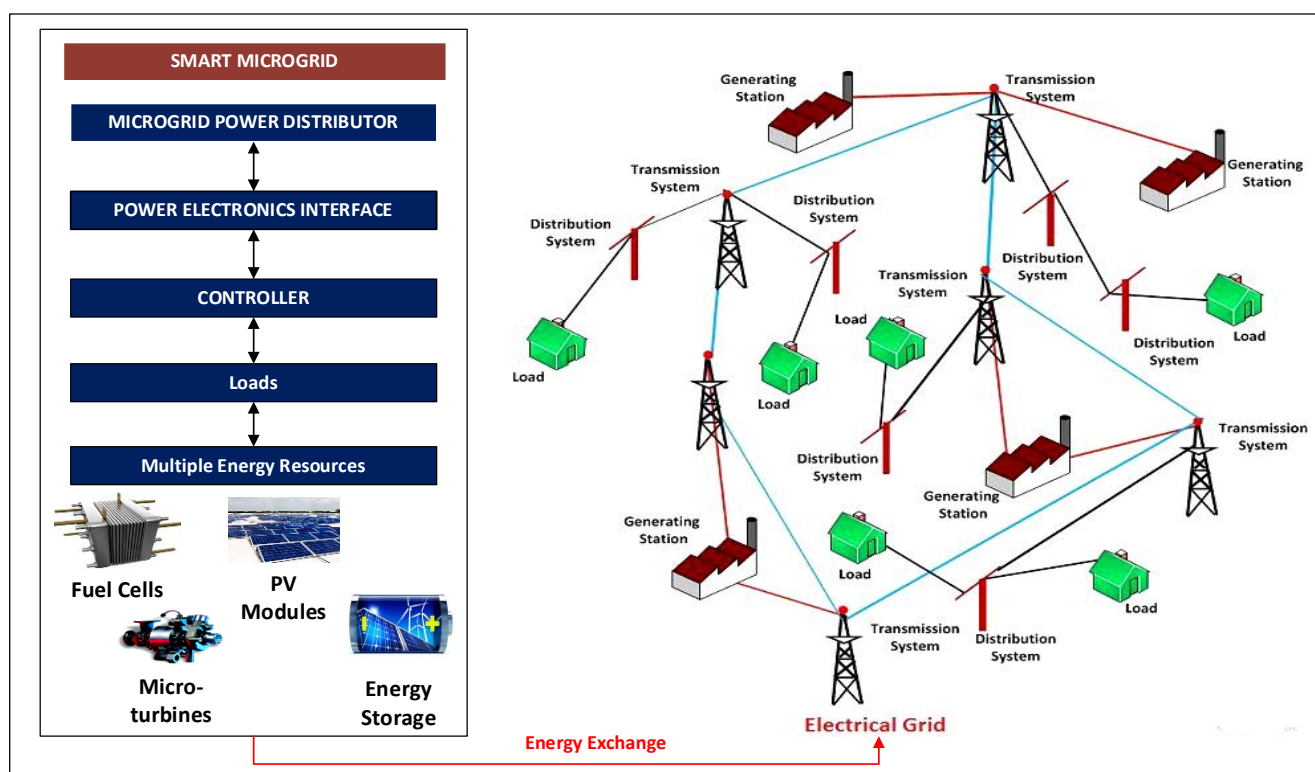 SMART MICROGRID
MICROGRID POWER DISTRIBUTOR
POWER ELECTRONICS INTERFACE
CONTROLLER
Loads
Multiple Energy Resources
Fuel Cells
PV
Modules
Micro-
turbines
Energy
Storage
Generating
Station
Transmission
System
Generating
Station
Transmission
System
Distribution
System
Distribution
System
Distribution
System
Transmission
System
Load
Load
Load
Distribution
System
Load
Load
Distribution
System
Transmission
System
Generating
Station
Generating
Station
Load
Load
Transmission
System
Distribution
System
Electrical Grid
Energy Exchange